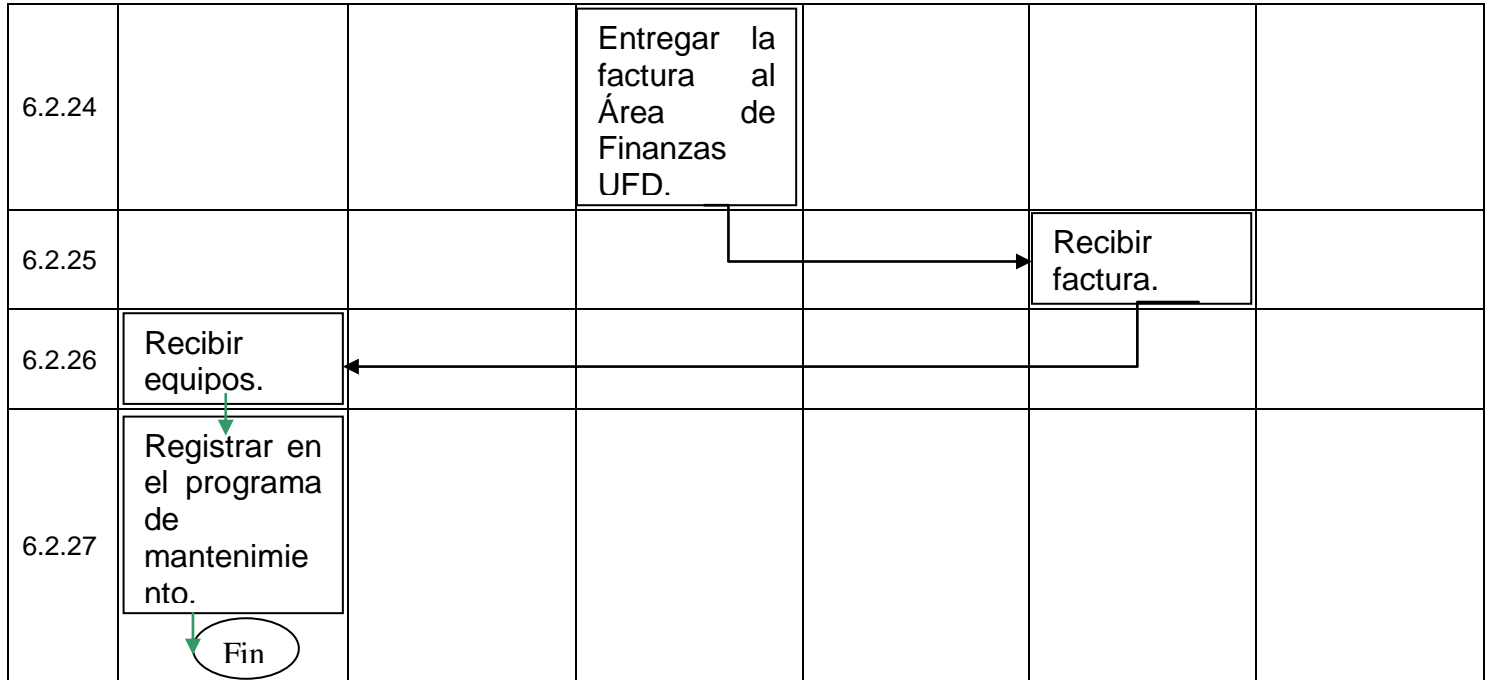 6.2.24
Entregar la
factura al
Área de
Finanzas
UFD.
6.2.25
Recibir
factura.
6.2.26
Recibir
equipos.
6.2.27
Registrar en
el programa
de
mantenimie
nto.
Fin